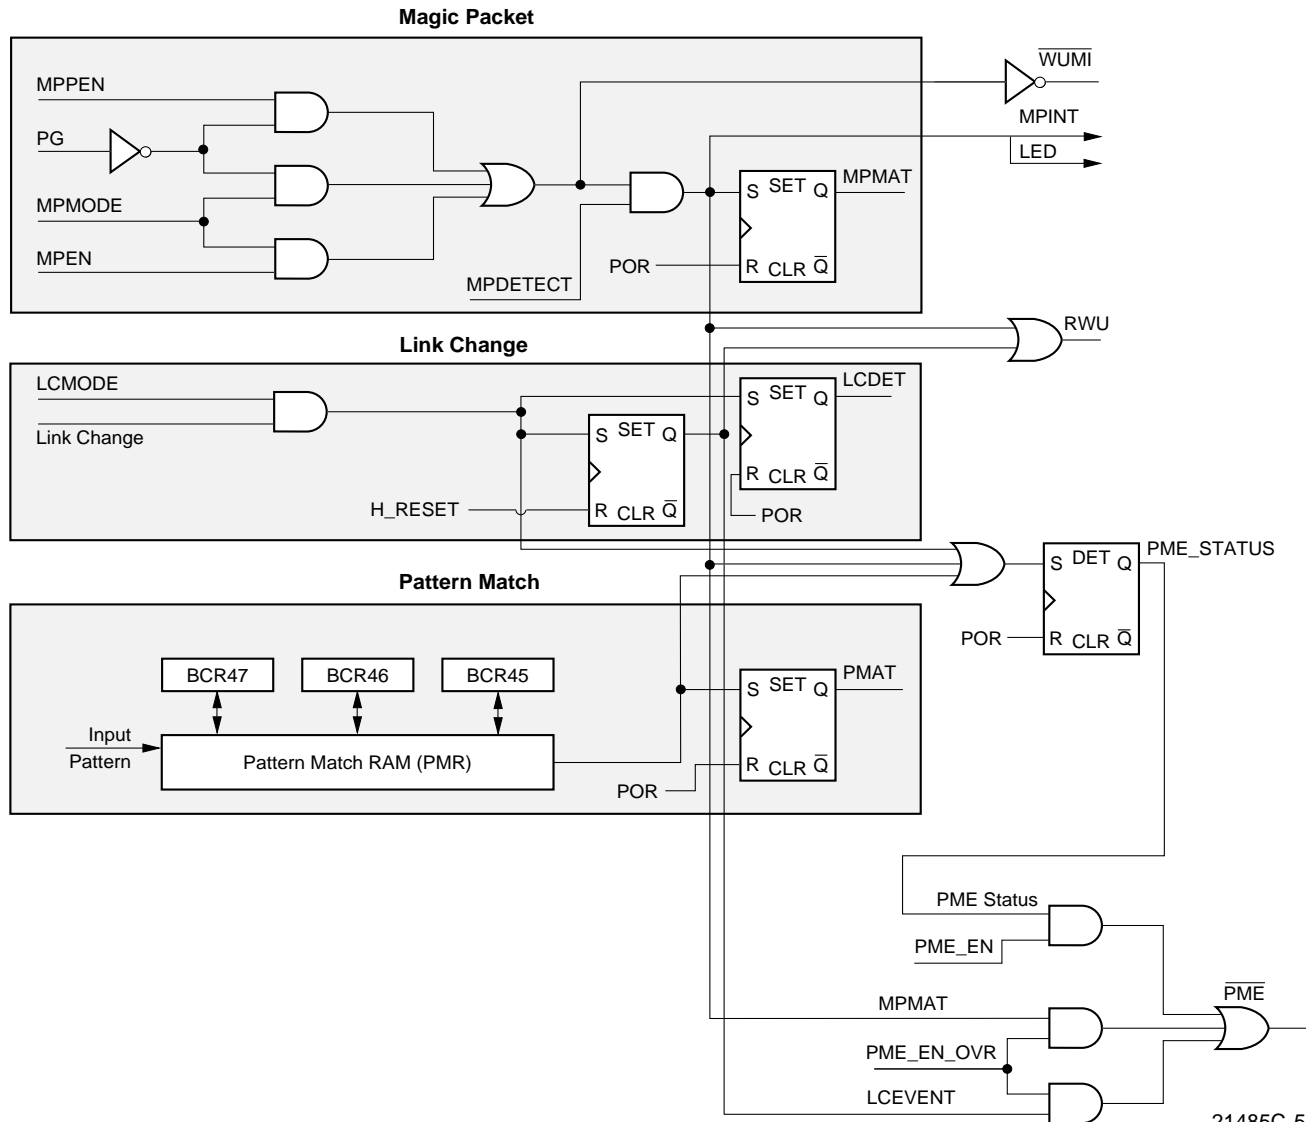 Magic Packet
MPPEN
PG
MPMODE
MPEN
MPDETECT
POR
S SET Q
R CLR Q̅
MPMAT
W̅U̅M̅I̅
MPINT
LED
RWU
Link Change
LCMODE
Link Change
H_RESET
S SET Q
R CLR Q̅
S SET Q
R CLR Q̅
LCDET
POR
S DET Q
R CLR Q̅
PME_STATUS
POR
Pattern Match
BCR47
BCR46
BCR45
Input
Pattern
Pattern Match RAM (PMR)
POR
S SET Q
R CLR Q̅
PMAT
PME Status
PME_EN
MPMAT
PME_EN_OVR
LCEVENT
P̅M̅E̅